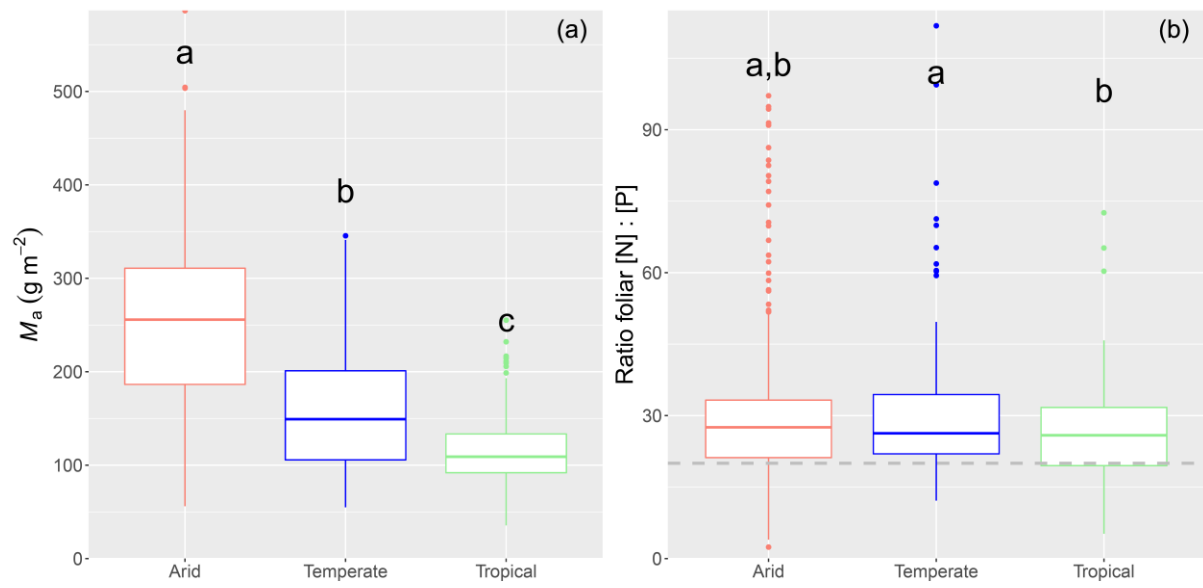 (a)
a
b
c
M_a (g m⁻²)
500
400
300
200
100
0
Arid Temperate Tropical
(b)
a,b
a
b
Ratio foliar [N] : [P]
90
60
30
0
Arid Temperate Tropical